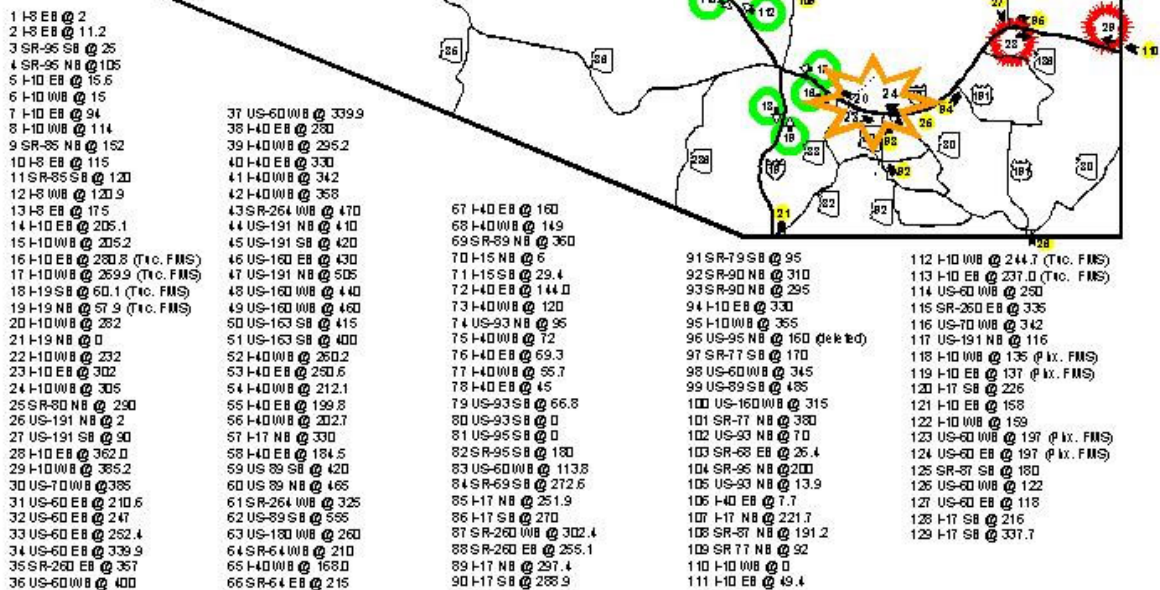 1 I-8 EB @ 2
2 I-8 EB @ 11.2
3 SR-95 SB @ 25
4 SR-95 NB @105
5 I-10 EB @ 15.6
6 I-10 WB @ 15
7 I-10 EB @ 94
8 I-10 WB @ 114
9 SR-85 NB @ 152
10 I-8 EB @ 115
11 SR-85 SB @ 120
12 I-8 WB @ 120.9
13 I-8 EB @ 175
14 I-10 EB @ 205.1
15 I-10 WB @ 205.2
16 I-10 EB @ 280.8 (Tuc. FMS)
17 I-10 WB @ 269.9 (Tuc. FMS)
18 I-19 SB @ 60.1 (Tuc. FMS)
19 I-19 NB @ 57.9 (Tuc. FMS)
20 I-10 WB @ 282
21 I-19 NB @ 0
22 I-10 WB @ 232
23 I-10 EB @ 302
24 I-10 WB @ 305
25 SR-80 NB @ 290
26 US-191 NB @ 2
27 US-191 SB @ 90
28 I-10 EB @ 362.0
29 I-10 WB @ 385.2
30 US-70 WB @385
31 US-60 EB @ 210.6
32 US-60 EB @ 247
33 US-60 EB @ 252.4
34 US-60 EB @ 339.9
35 SR-260 EB @ 357
36 US-60 WB @ 400
37 US-60 WB @ 339.9
38 I-40 EB @ 280
39 I-40 WB @ 295.2
40 I-40 EB @ 330
41 I-40 WB @ 342
42 I-40 WB @ 358
43 SR-264 WB @ 470
44 US-191 NB @ 410
45 US-191 SB @ 420
46 US-160 EB @ 430
47 US-191 NB @ 505
48 US-160 WB @ 440
49 US-160 WB @ 460
50 US-163 SB @ 415
51 US-163 SB @ 400
52 I-40 WB @ 260.2
53 I-40 EB @ 250.6
54 I-40 WB @ 212.1
55 I-40 EB @ 199.8
56 I-40 WB @ 202.7
57 I-17 NB @ 330
58 I-40 EB @ 184.5
59 US 89 SB @ 420
60 US 89 NB @ 465
61 SR-264 WB @ 325
62 US-89 SB @ 555
63 US-180 WB @ 260
64 SR-64 WB @ 210
65 I-40 WB @ 168.0
66 SR-64 EB @ 215
67 I-40 EB @ 160
68 I-40 WB @ 149
69 SR-89 NB @ 360
70 I-15 NB @ 6
71 I-15 SB @ 29.4
72 I-40 EB @ 144.0
73 I-40 WB @ 120
74 US-93 NB @ 95
75 I-40 WB @ 72
76 I-40 EB @ 69.3
77 I-40 WB @ 55.7
78 I-40 EB @ 45
79 US-93 SB @ 66.8
80 US-93 SB @ 0
81 US-95 SB @ 0
82 SR-95 SB @ 180
83 US-60 WB @ 113.8
84 SR-69 SB @ 272.6
85 I-17 NB @ 251.9
86 I-17 SB @ 270
87 SR-260 WB @ 302.4
88 SR-260 EB @ 255.1
89 I-17 NB @ 297.4
90 I-17 SB @ 288.9
91 SR-79 SB @ 95
92 SR-90 NB @ 310
93 SR-90 NB @ 295
94 I-10 EB @ 330
95 I-10 WB @ 355
96 US-95 NB @ 160 (deleted)
97 SR-77 SB @ 170
98 US-60 WB @ 345
99 US-89 SB @ 485
100 US-160 WB @ 315
101 SR-77 NB @ 380
102 US-93 NB @ 70
103 SR-68 EB @ 26.4
104 SR-95 NB @200
105 US-93 NB @ 13.9
106 I-40 EB @ 7.7
107 I-17 NB @ 221.7
108 SR-87 NB @ 191.2
109 SR 77 NB @ 92
110 I-10 WB @ 0
111 I-10 EB @ 49.4
112 I-10 WB @ 244.7 (Tuc. FMS)
113 I-10 EB @ 237.0 (Tuc. FMS)
114 US-60 WB @ 250
115 SR-260 EB @ 335
116 US-70 WB @ 342
117 US-191 NB @ 116
118 I-10 WB @ 135 (Phx. FMS)
119 I-10 EB @ 137 (Phx. FMS)
120 I-17 SB @ 226
121 I-10 EB @ 158
122 I-10 WB @ 159
123 US-60 WB @ 197 (Phx. FMS)
124 US-60 EB @ 197 (Phx. FMS)
125 SR-87 SB @ 180
126 US-60 WB @ 122
127 US-60 EB @ 118
128 I-17 SB @ 216
129 I-17 SB @ 337.7
112
27
29
28
110
86
86
17
16
20
24
191
94
18
23
26
19
93
83
80
286
19
92
191
80
82
92
21